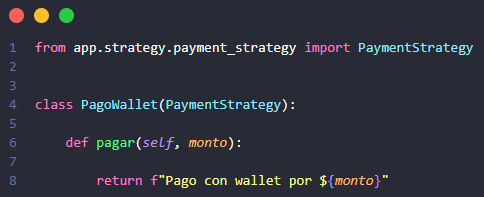 1 from app.strategy.payment_strategy import PaymentStrategy
2
3
4 class PagoWallet(PaymentStrategy):
5
6     def pagar(self, monto):
7
8         return f"Pago con wallet por ${monto}"